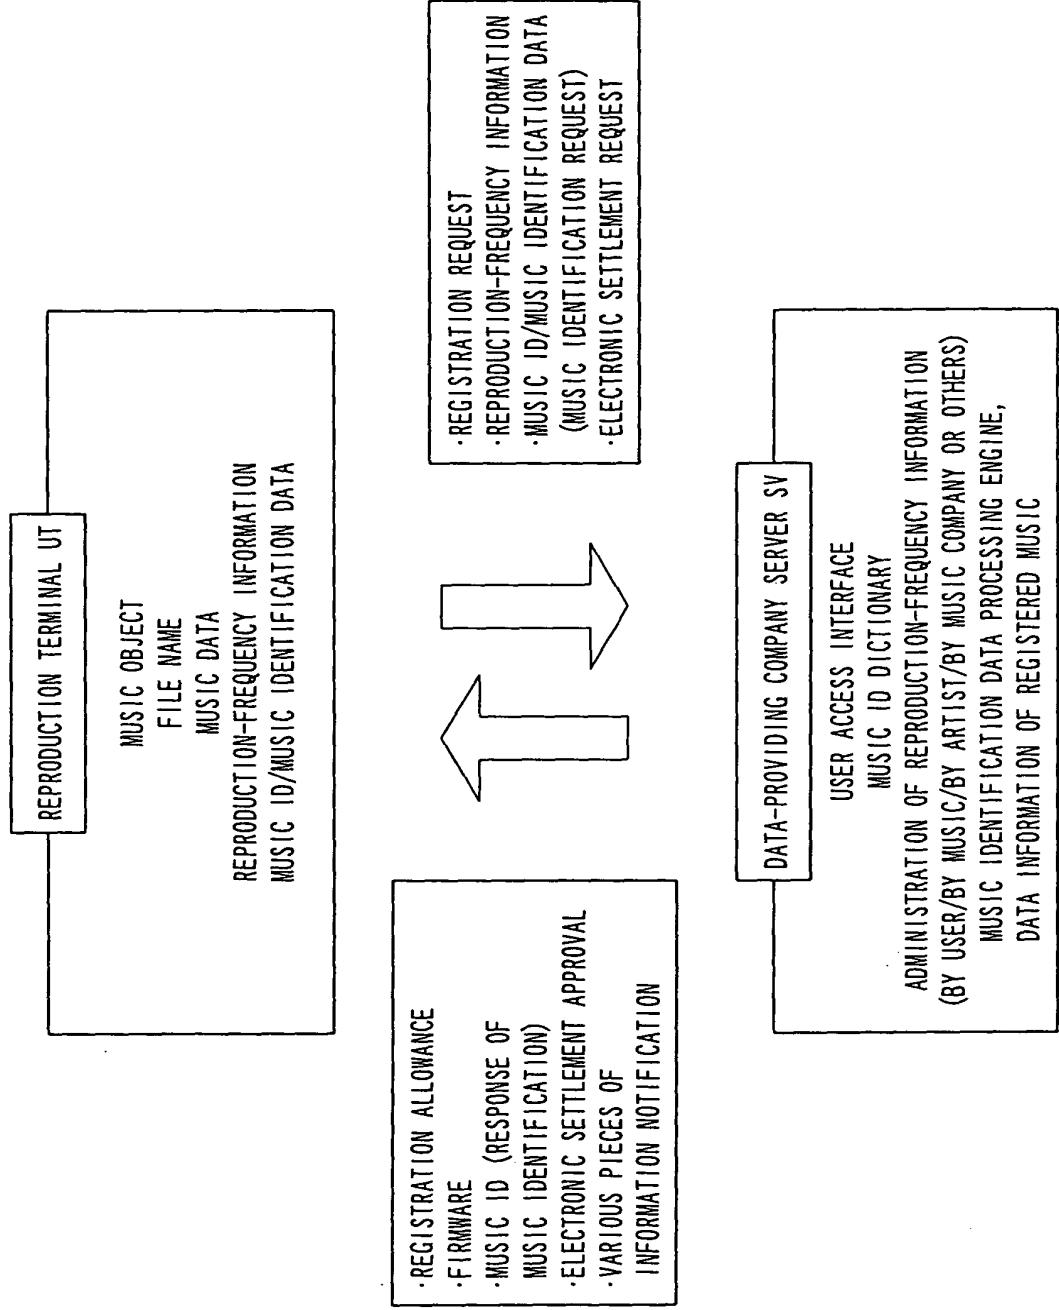 REPRODUCTION TERMINAL UT
MUSIC OBJECT
FILE NAME
MUSIC DATA
REPRODUCTION-FREQUENCY INFORMATION
MUSIC ID/MUSIC IDENTIFICATION DATA
·REGISTRATION ALLOWANCE
·FIRMWARE
·MUSIC ID (RESPONSE OF
MUSIC IDENTIFICATION)
·ELECTRONIC SETTLEMENT APPROVAL
·VARIOUS PIECES OF
INFORMATION NOTIFICATION
·REGISTRATION REQUEST
·REPRODUCTION-FREQUENCY INFORMATION
·MUSIC ID/MUSIC IDENTIFICATION DATA
(MUSIC IDENTIFICATION REQUEST)
·ELECTRONIC SETTLEMENT REQUEST
DATA-PROVIDING COMPANY SERVER SV
USER ACCESS INTERFACE
MUSIC ID DICTIONARY
ADMINISTRATION OF REPRODUCTION-FREQUENCY INFORMATION
(BY USER/BY MUSIC/BY ARTIST/BY MUSIC COMPANY OR OTHERS)
MUSIC IDENTIFICATION DATA PROCESSING ENGINE,
DATA INFORMATION OF REGISTERED MUSIC